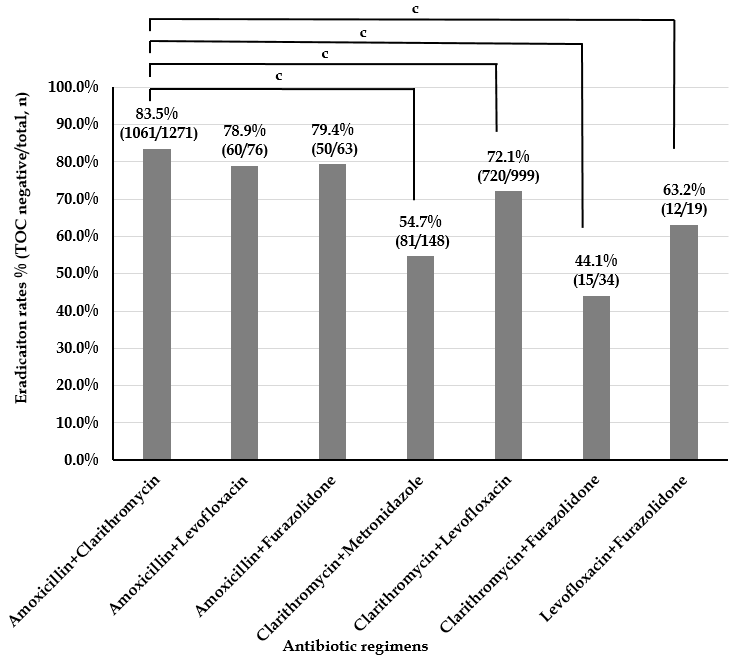 c
c
c
c
Eradicaiton rates % (TOC negative/total, n)
100.0%
90.0%
80.0%
70.0%
60.0%
50.0%
40.0%
30.0%
20.0%
10.0%
0.0%
83.5%
(1061/1271)
78.9%
(60/76)
79.4%
(50/63)
54.7%
(81/148)
72.1%
(720/999)
44.1%
(15/34)
63.2%
(12/19)
Amoxicillin+Clarithromycin
Amoxicillin+Levofloxacin
Amoxicillin+Furazolidone
Clarithromycin+Metronidazole
Clarithromycin+Levofloxacin
Clarithromycin+Furazolidone
Levofloxacin+Furazolidone
Antibiotic regimens